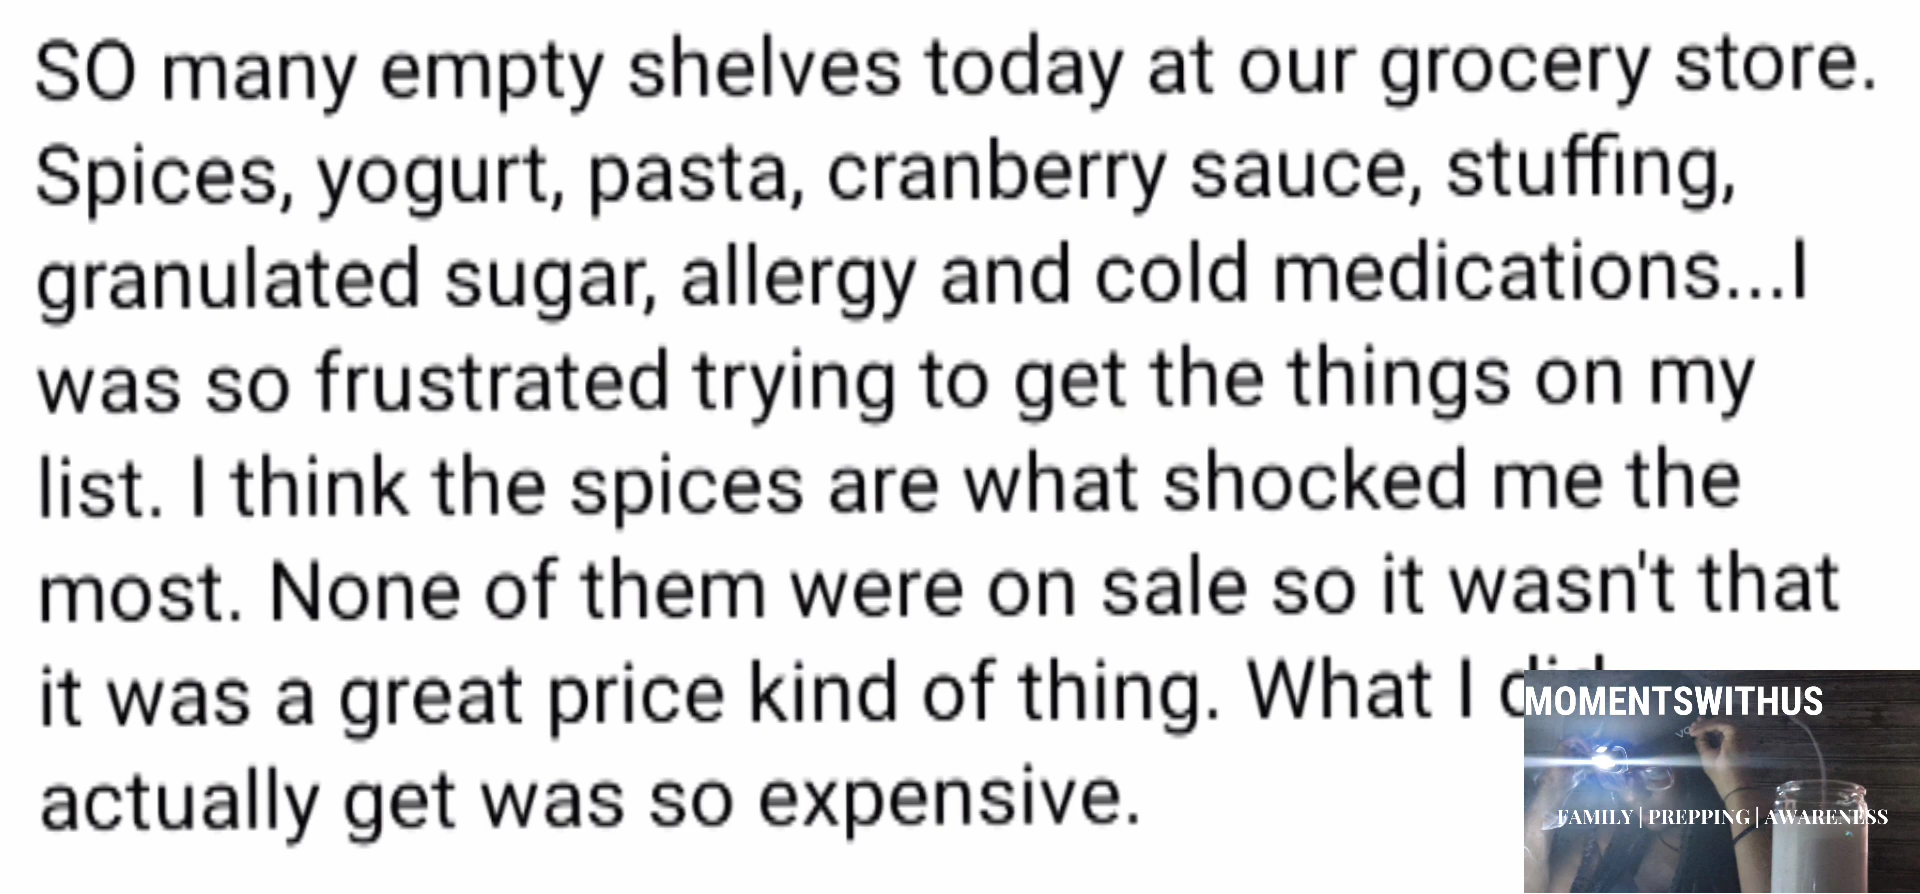 SO many empty shelves today at our grocery store.
Spices, yogurt, pasta, cranberry sauce, stuffing,
granulated sugar, allergy and cold medications...I
was so frustrated trying to get the things on my
list. I think the spices are what shocked me the
most. None of them were on sale so it wasn't that
it was a great price kind of thing. What I
actually get was so expensive.
MOMENTSWITHUS
FAMILY | PREPPING | AWARENESS